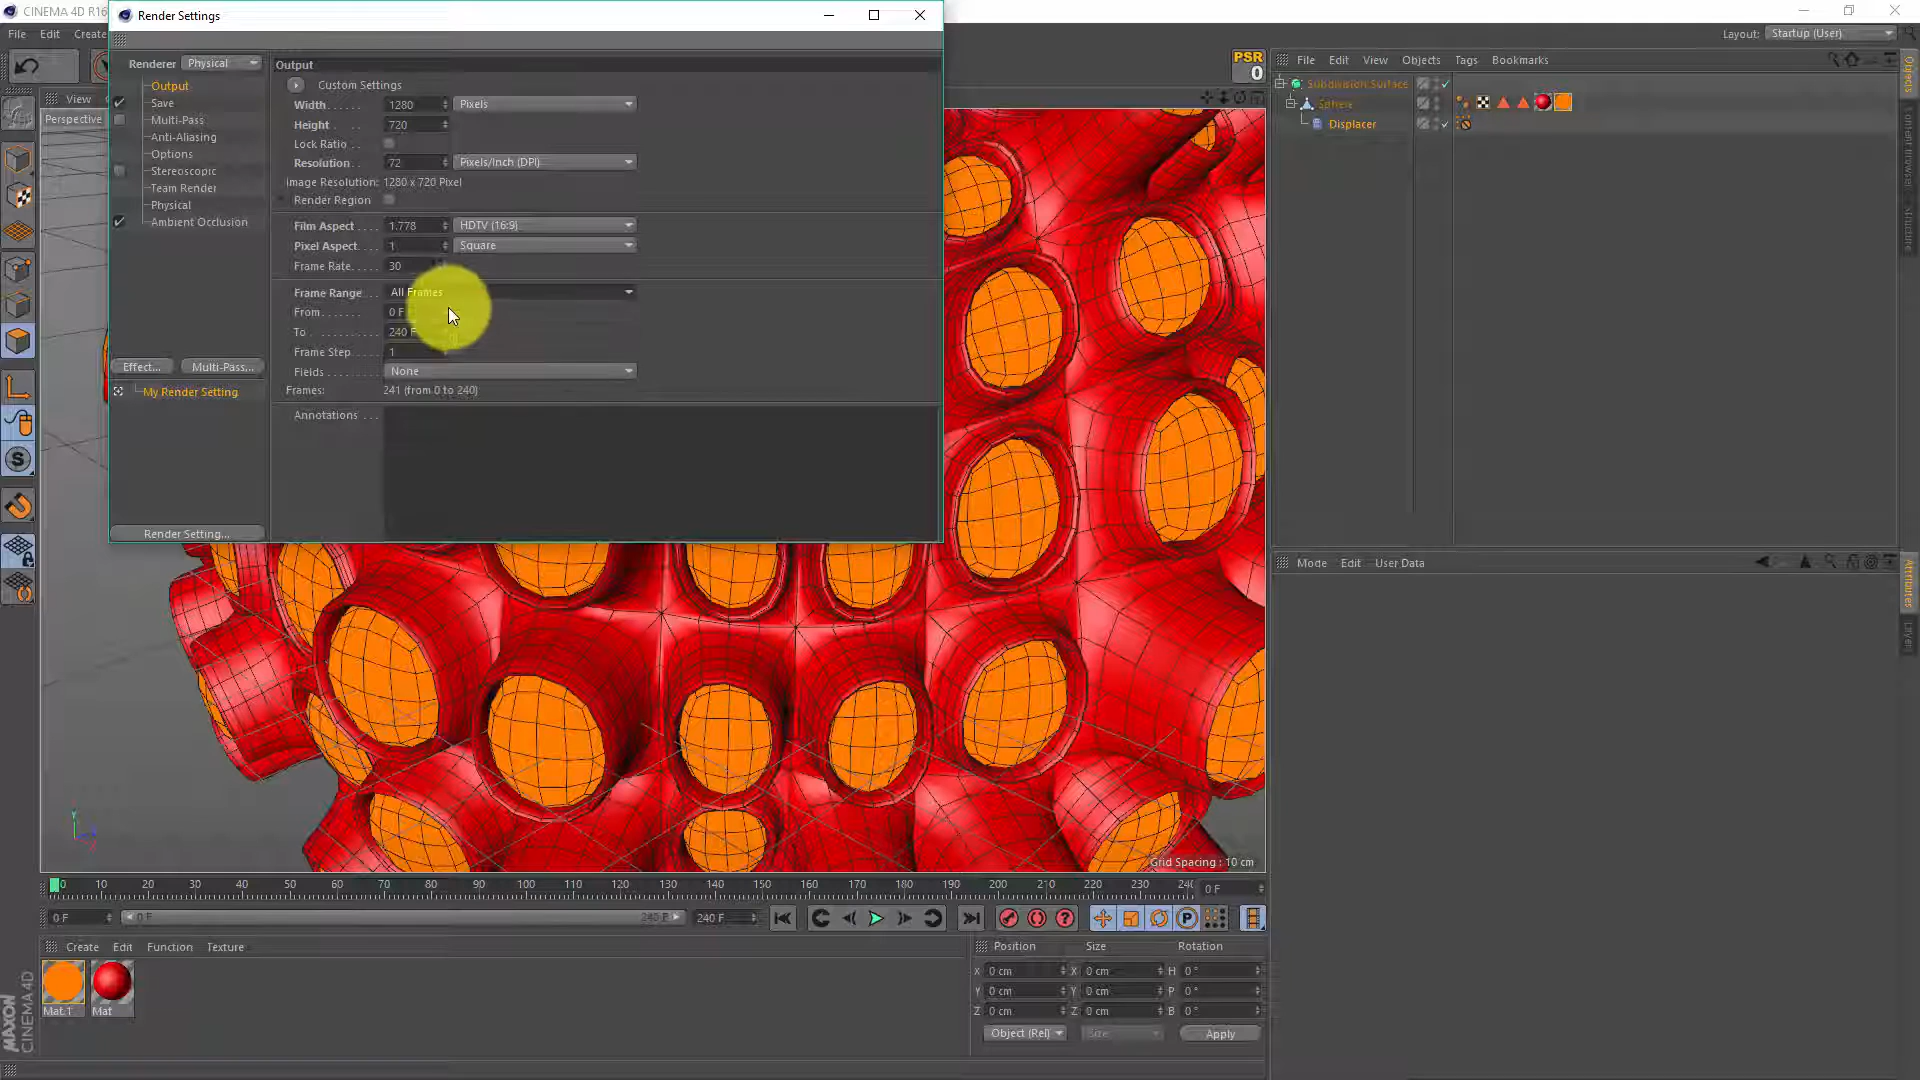 CINEMA 4D R16
Render Settings
File Edit Create
Layout: Startup (User)
Renderer Physical
Output
Save
Multi-Pass
Anti-Aliasing
Options
Stereoscopic
Team Render
Physical
Ambient Occlusion
Effect... Multi-Pass...
My Render Setting
Render Setting...
Output
Custom Settings
Width 1280 Pixels
Height 720
Lock Ratio
Resolution 72 Pixels/Inch (DPI)
Image Resolution: 1280 x 720 Pixel
Render Region
Film Aspect 1.778 HDTV (16:9)
Pixel Aspect 1 Square
Frame Rate 30
Frame Range All Frames
From 0 F
To 240 F
Frame Step 1
Fields None
Frames: 241 (from 0 to 240)
Annotations
View
Perspective
PSR
0
File Edit View Objects Tags Bookmarks
Subdivision Surface
Sphere
Displacer
Objects
Content Browser
Structure
Mode Edit User Data
Attributes
Layers
Y
Grid Spacing : 10 cm
0 10 20 30 40 50 60 70 80 90 100 110 120 130 140 150 160 170 180 190 200 210 220 230 240 0 F
0 F 0 F 240 F 240 F
Create Edit Function Texture
Mat.1 Mat
Position Size Rotation
X 0 cm X 0 cm H 0 °
Y 0 cm Y 0 cm P 0 °
Z 0 cm Z 0 cm B 0 °
Object (Rel) Size Apply
MAXON
CINEMA 4D